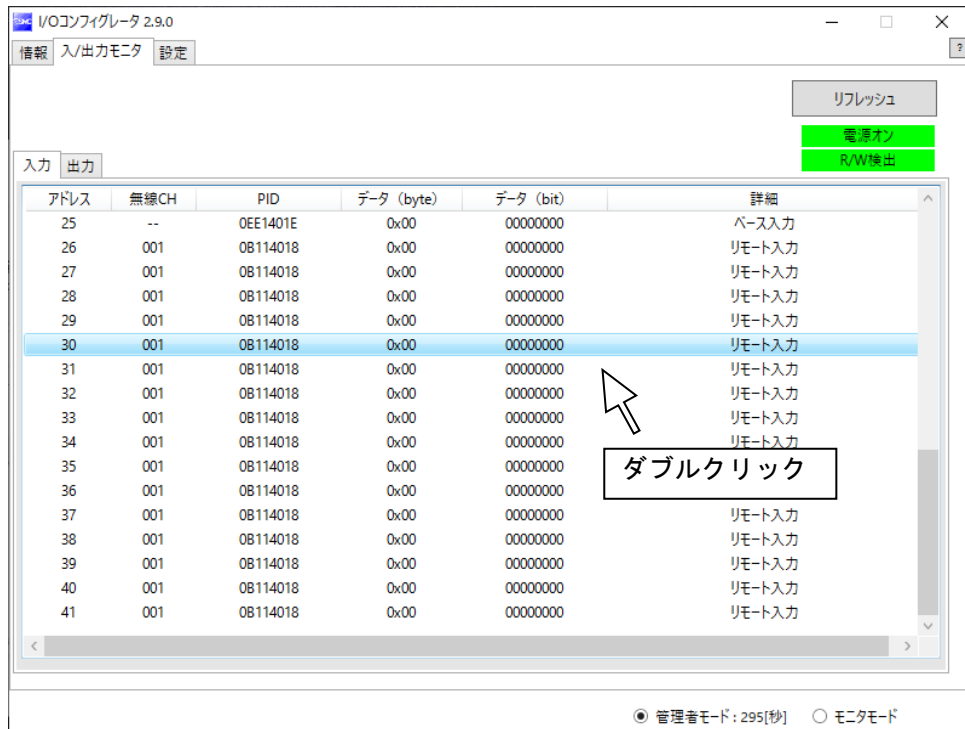 SMC I/Oコンフィグレータ 2.9.0
情報 入/出力モニタ 設定 ?
リフレッシュ
電源オン
R/W検出
入力 出力
アドレス 無線CH PID データ (byte) データ (bit) 詳細
25 -- 0EE1401E 0x00 00000000 ベース入力
26 001 0B114018 0x00 00000000 リモート入力
27 001 0B114018 0x00 00000000 リモート入力
28 001 0B114018 0x00 00000000 リモート入力
29 001 0B114018 0x00 00000000 リモート入力
30 001 0B114018 0x00 00000000 リモート入力
31 001 0B114018 0x00 00000000 リモート入力
32 001 0B114018 0x00 00000000 リモート入力
33 001 0B114018 0x00 00000000 リモート入力
34 001 0B114018 0x00 00000000 リモート入力
35 001 0B114018 0x00 00000000
ダブルクリック
36 001 0B114018 0x00 00000000
37 001 0B114018 0x00 00000000 リモート入力
38 001 0B114018 0x00 00000000 リモート入力
39 001 0B114018 0x00 00000000 リモート入力
40 001 0B114018 0x00 00000000 リモート入力
41 001 0B114018 0x00 00000000 リモート入力
管理者モード : 295[秒] モニタモード